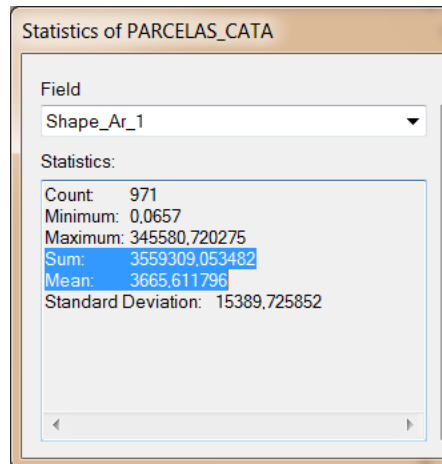 Statistics of PARCELAS_CATA
Field
Shape_Ar_1
Statistics:
Count: 971
Minimum: 0,0657
Maximum: 345580,720275
Sum: 3559309,053482
Mean: 3665,611796
Standard Deviation: 15389,725852